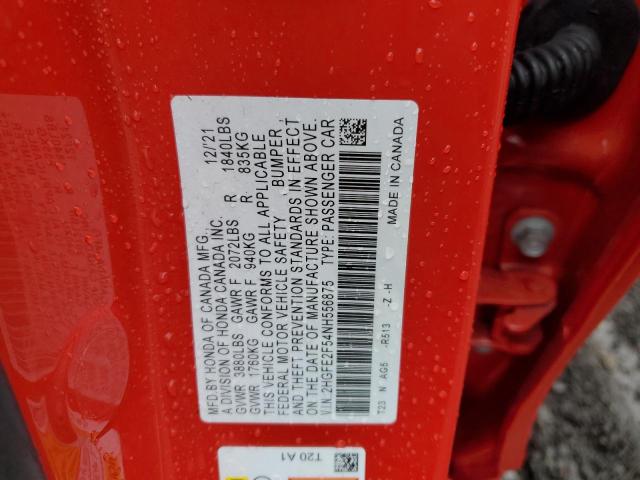 MFD.BY HONDA OF CANADA MFG. 12/'21
A DIVISION OF HONDA CANADA INC.
GVWR 3880LBS GAWR F 2072LBS R 1840LBS
GVWR 1760KG GAWR F 940KG R 835KG
THIS VEHICLE CONFORMS TO ALL APPLICABLE
FEDERAL MOTOR VEHICLE SAFETY BUMPER
AND THEFT PREVENTION STANDARDS IN EFFECT
ON THE DATE OF MANUFACTURE SHOWN ABOVE.
V.I.N. 2HGFE2F54NH556875 TYPE: PASSENGER CAR
T23 N AG5 -R513 -Z -H MADE IN CANADA
T20 A1